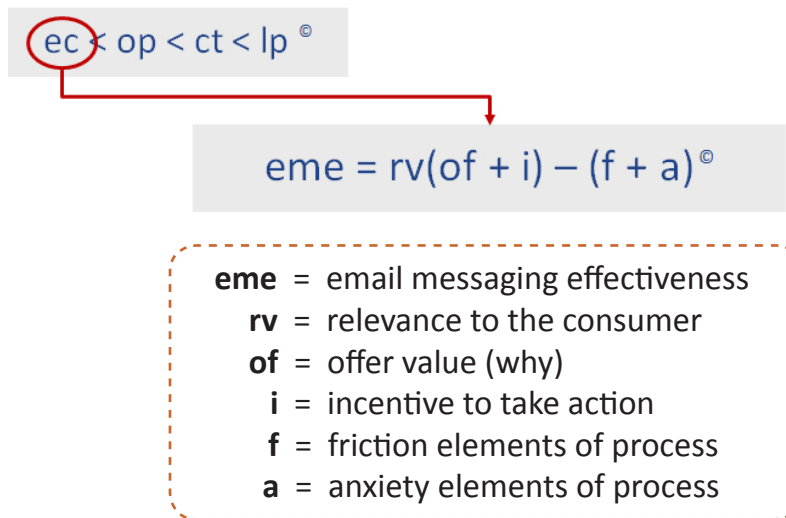 ec < op < ct < lp ©
eme = rv(of + i) – (f + a) ©
eme = email messaging effectiveness
rv = relevance to the consumer
of = offer value (why)
i = incentive to take action
f = friction elements of process
a = anxiety elements of process